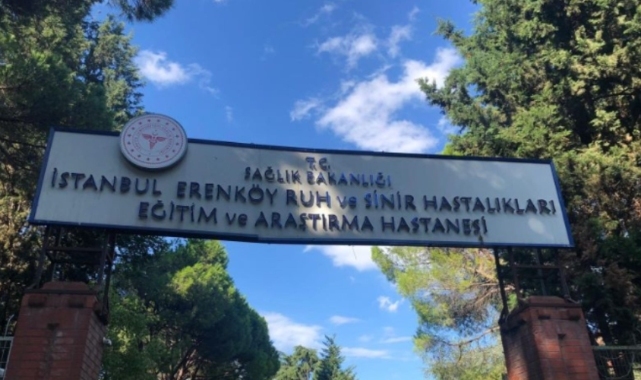 T.C.
SAĞLIK BAKANLIĞI
İSTANBUL ERENKÖY RUH ve SİNİR HASTALIKLARI
EĞİTİM ve ARAŞTIRMA HASTANESİ